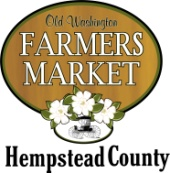 Old Washington
FARMERS
MARKET
Hempstead County